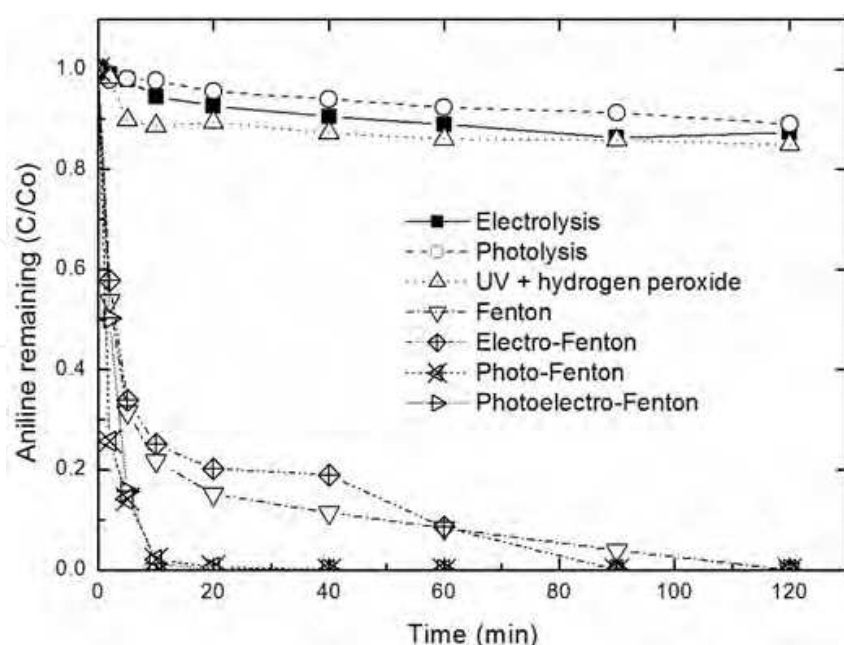 Aniline remaining (C/Co)
1.0
0.8
0.6
0.4
0.2
0.0
Electrolysis
Photolysis
UV + hydrogen peroxide
Fenton
Electro-Fenton
Photo-Fenton
Photoelectro-Fenton
0 20 40 60 80 100 120
Time (min)